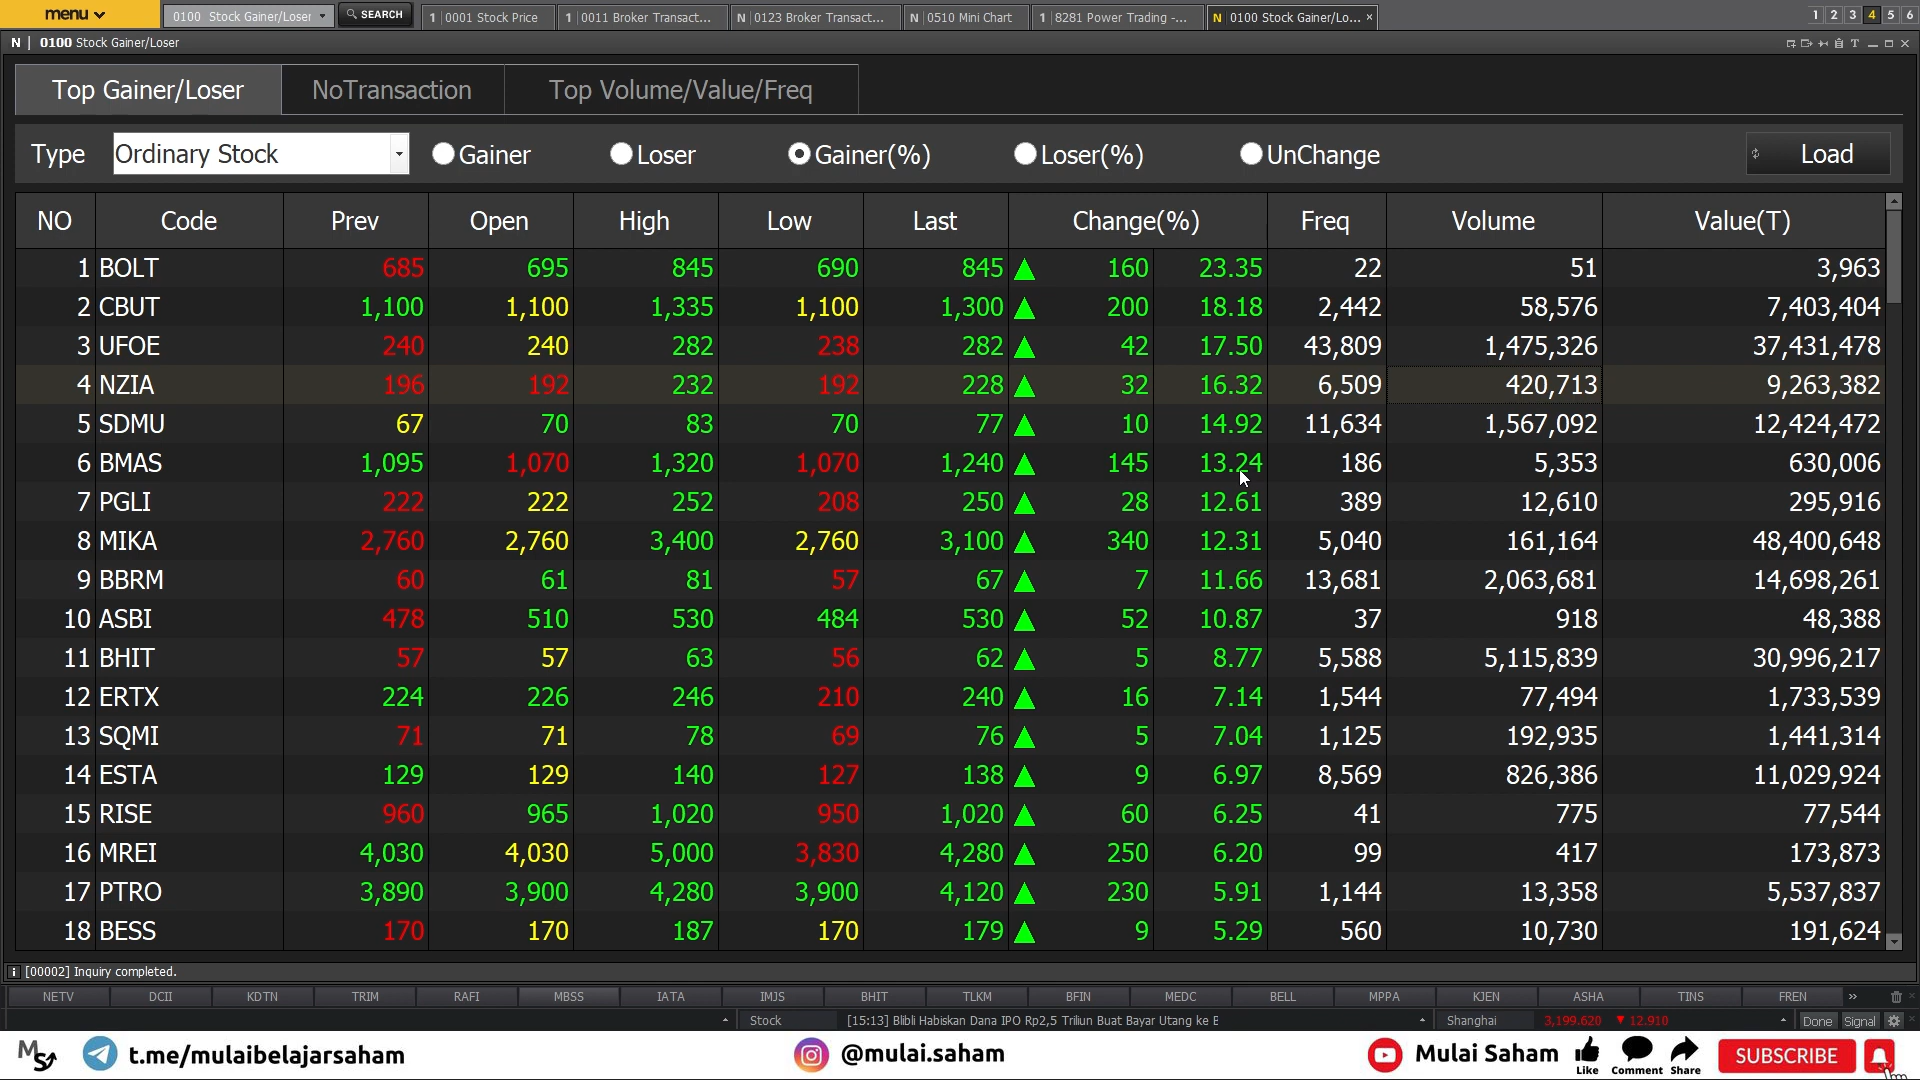 menu
0100 Stock Gainer/Loser
SEARCH
1 0001 Stock Price
1 0011 Broker Transact...
N 0123 Broker Transact...
N 0510 Mini Chart
1 8281 Power Trading -...
N 0100 Stock Gainer/Lo... ×
1 2 3 4 5 6
N | 0100 Stock Gainer/Loser
Top Gainer/Loser NoTransaction Top Volume/Value/Freq
Type Ordinary Stock Gainer Loser Gainer(%) Loser(%) UnChange Load
NO Code Prev Open High Low Last Change(%) Freq Volume Value(T)
1 BOLT 685 695 845 690 845 ▲ 160 23.35 22 51 3,963
2 CBUT 1,100 1,100 1,335 1,100 1,300 ▲ 200 18.18 2,442 58,576 7,403,404
3 UFOE 240 240 282 238 282 ▲ 42 17.50 43,809 1,475,326 37,431,478
4 NZIA 196 192 232 192 228 ▲ 32 16.32 6,509 420,713 9,263,382
5 SDMU 67 70 83 70 77 ▲ 10 14.92 11,634 1,567,092 12,424,472
6 BMAS 1,095 1,070 1,320 1,070 1,240 ▲ 145 13.24 186 5,353 630,006
7 PGLI 222 222 252 208 250 ▲ 28 12.61 389 12,610 295,916
8 MIKA 2,760 2,760 3,400 2,760 3,100 ▲ 340 12.31 5,040 161,164 48,400,648
9 BBRM 60 61 81 57 67 ▲ 7 11.66 13,681 2,063,681 14,698,261
10 ASBI 478 510 530 484 530 ▲ 52 10.87 37 918 48,388
11 BHIT 57 57 63 56 62 ▲ 5 8.77 5,588 5,115,839 30,996,217
12 ERTX 224 226 246 210 240 ▲ 16 7.14 1,544 77,494 1,733,539
13 SQMI 71 71 78 69 76 ▲ 5 7.04 1,125 192,935 1,441,314
14 ESTA 129 129 140 127 138 ▲ 9 6.97 8,569 826,386 11,029,924
15 RISE 960 965 1,020 950 1,020 ▲ 60 6.25 41 775 77,544
16 MREI 4,030 4,030 5,000 3,830 4,280 ▲ 250 6.20 99 417 173,873
17 PTRO 3,890 3,900 4,280 3,900 4,120 ▲ 230 5.91 1,144 13,358 5,537,837
18 BESS 170 170 187 170 179 ▲ 9 5.29 560 10,730 191,624
[00002] Inquiry completed.
NETV DCII KDTN TRIM RAFI MBSS IATA IMJS BHIT TLKM BFIN MEDC BELL MPPA KJEN ASHA TINS FREN »
Stock [15:13] Blibli Habiskan Dana IPO Rp2,5 Triliun Buat Bayar Utang ke B Shanghai 3,199.620 ▼ 12.910 Done Signal
MS t.me/mulaibelajarsaham @mulai.saham Mulai Saham Like Comment Share SUBSCRIBE